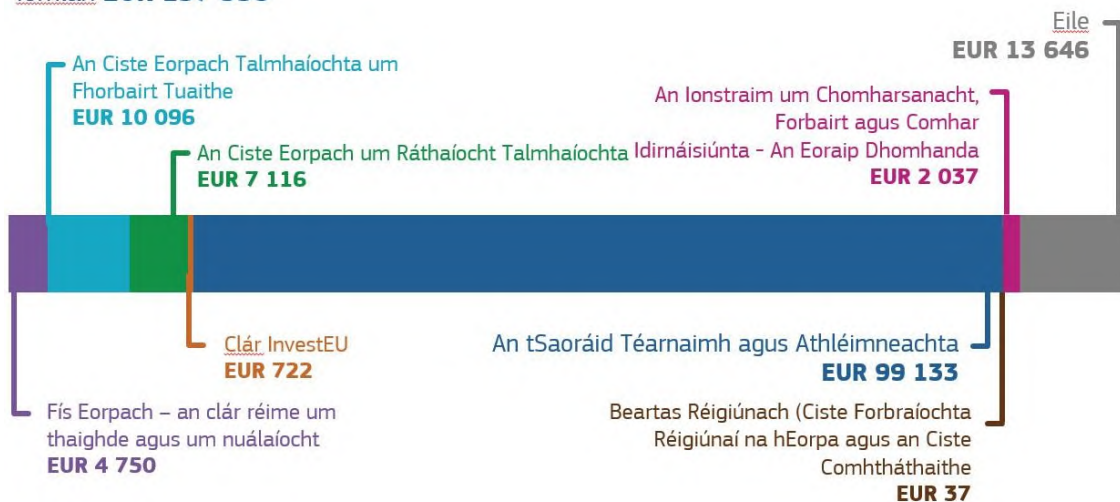 Eile
EUR 13 646
An Ciste Eorpach Talmhaíochta um
Fhorbairt Tuaithe
EUR 10 096
An Ionstraim um Chomharsanacht,
Forbairt agus Comhar
Idirnáisiúnta - An Eoraip Dhomhanda
EUR 2 037
An Ciste Eorpach um Ráthaíocht Talmhaíochta
EUR 7 116
Clár InvestEU
EUR 722
An tSaoráid Téarnaimh agus Athléimneachta
EUR 99 133
Fís Eorpach – an clár réime um
thaighde agus um nuálaíocht
EUR 4 750
Beartas Réigiúnach (Ciste Forbraíochta
Réigiúnaí na hEorpa agus an Ciste
Comhtháthaithe
EUR 37